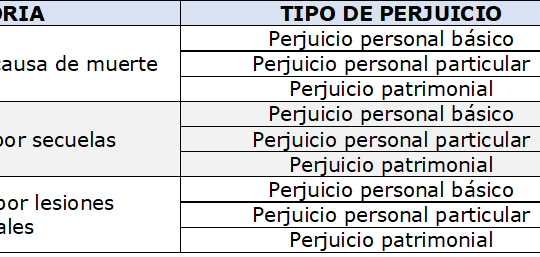 ORIA TIPO DE PERJUICIO
causa de muerte
Perjuicio personal básico
Perjuicio personal particular
Perjuicio patrimonial
por secuelas
Perjuicio personal básico
Perjuicio personal particular
Perjuicio patrimonial
por lesiones
ales
Perjuicio personal básico
Perjuicio personal particular
Perjuicio patrimonial